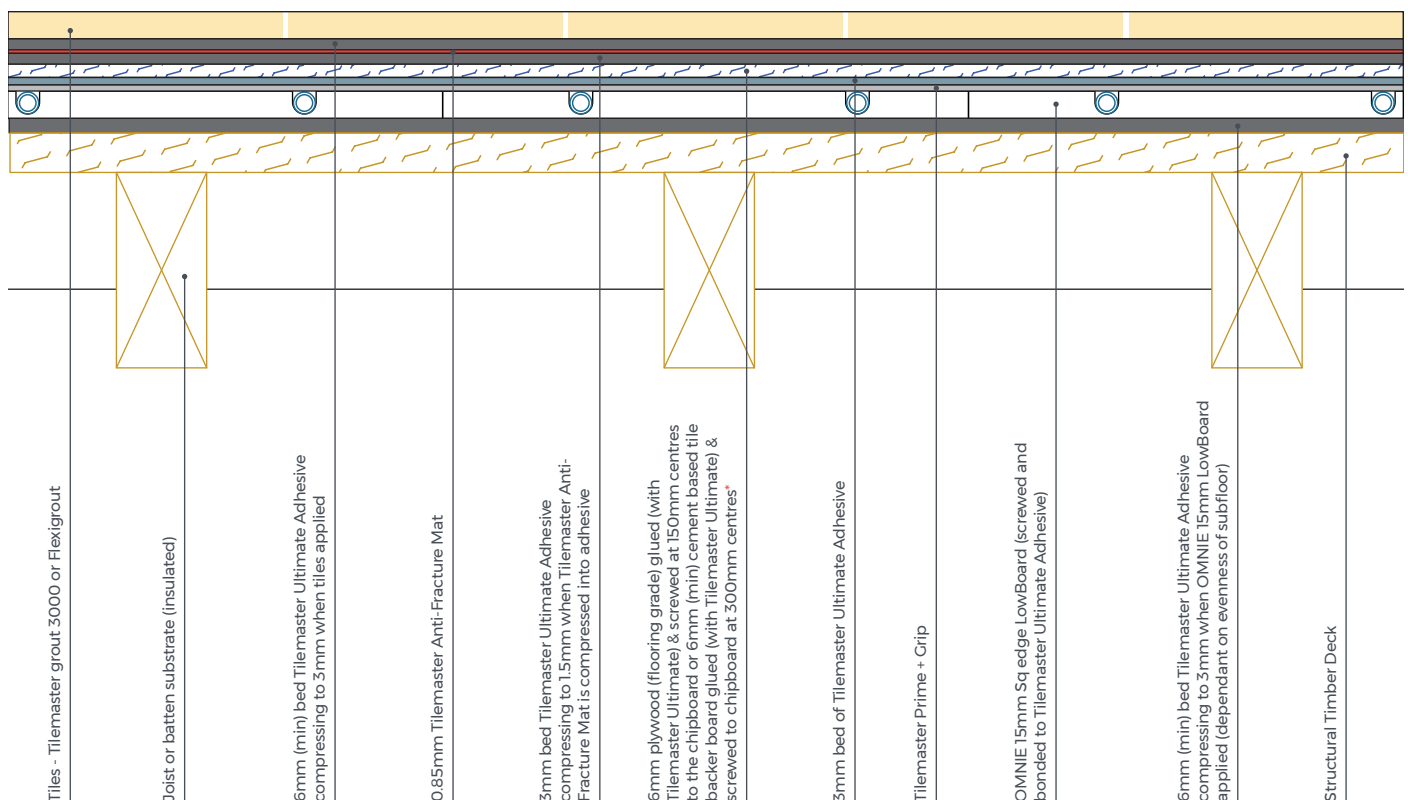 Tiles - Tilemaster grout 3000 or Flexigrout
Joist or batten substrate (insulated)
6mm (min) bed Tilemaster Ultimate Adhesive
compressing to 3mm when tiles applied
0.85mm Tilemaster Anti-Fracture Mat
3mm bed Tilemaster Ultimate Adhesive
compressing to 1.5mm when Tilemaster Anti-
Fracture Mat is compressed into adhesive
6mm plywood (flooring grade) glued (with
Tilemaster Ultimate) & screwed at 150mm centres
to the chipboard or 6mm (min) cement based tile
backer board glued (with Tilemaster Ultimate) &
screwed to chipboard at 300mm centres*
3mm bed of Tilemaster Ultimate Adhesive
Tilemaster Prime + Grip
OMNIE 15mm Sq edge LowBoard (screwed and
bonded to Tilemaster Ultimate Adhesive)
6mm (min) bed Tilemaster Ultimate Adhesive
compressing to 3mm when OMNIE 15mm LowBoard
applied (dependant on evenness of subfloor)
Structural Timber Deck